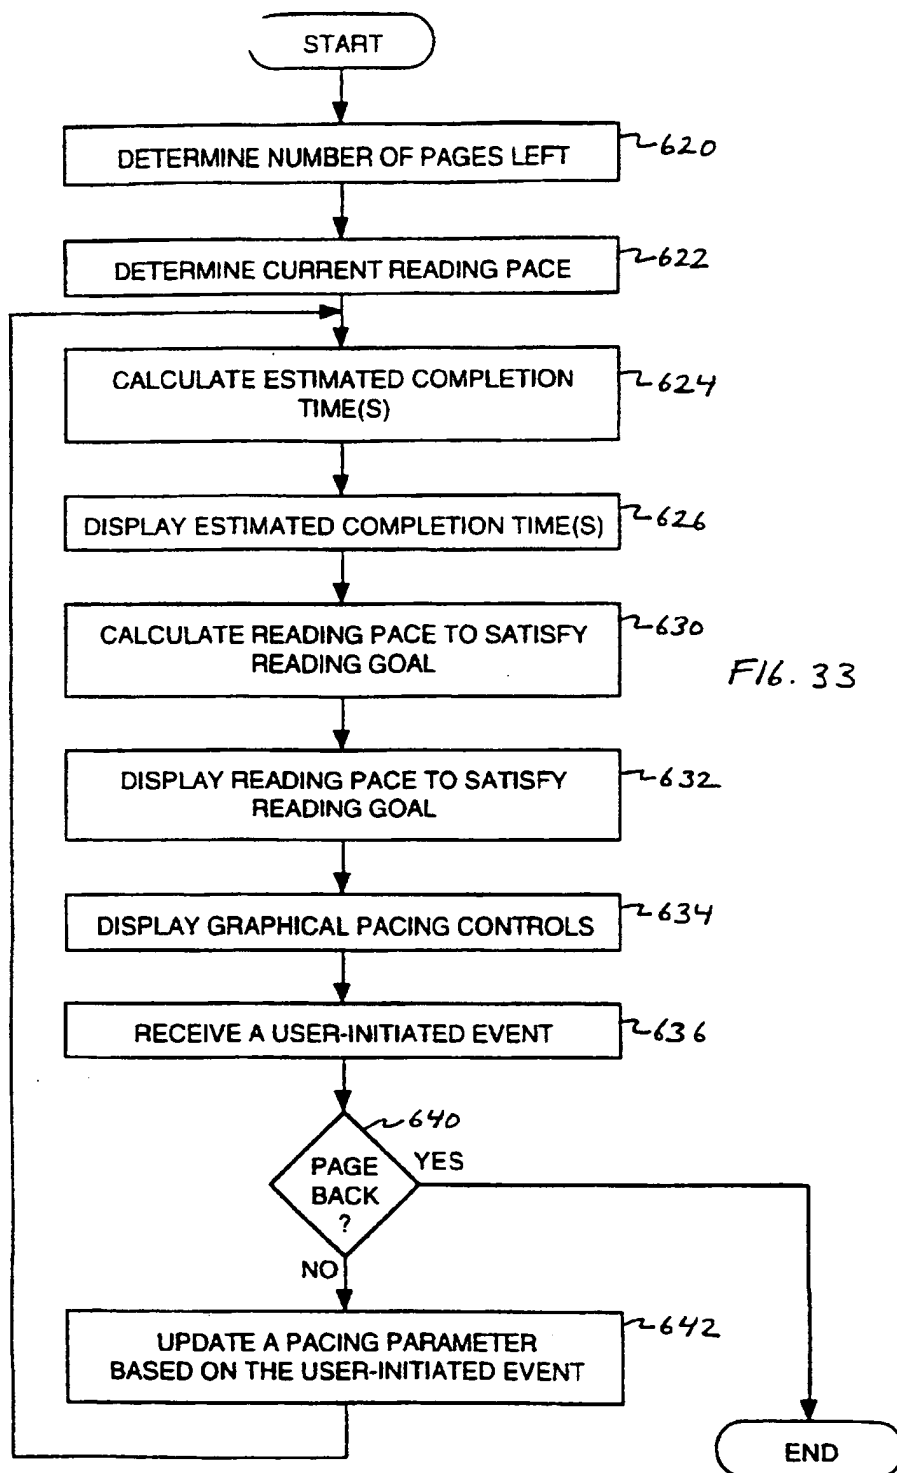 START
DETERMINE NUMBER OF PAGES LEFT
620
DETERMINE CURRENT READING PACE
622
CALCULATE ESTIMATED COMPLETION
TIME(S)
624
DISPLAY ESTIMATED COMPLETION TIME(S)
626
CALCULATE READING PACE TO SATISFY
READING GOAL
630
FIG. 33
DISPLAY READING PACE TO SATISFY
READING GOAL
632
DISPLAY GRAPHICAL PACING CONTROLS
634
RECEIVE A USER-INITIATED EVENT
636
640
PAGE
BACK
?
YES
NO
UPDATE A PACING PARAMETER
BASED ON THE USER-INITIATED EVENT
642
END